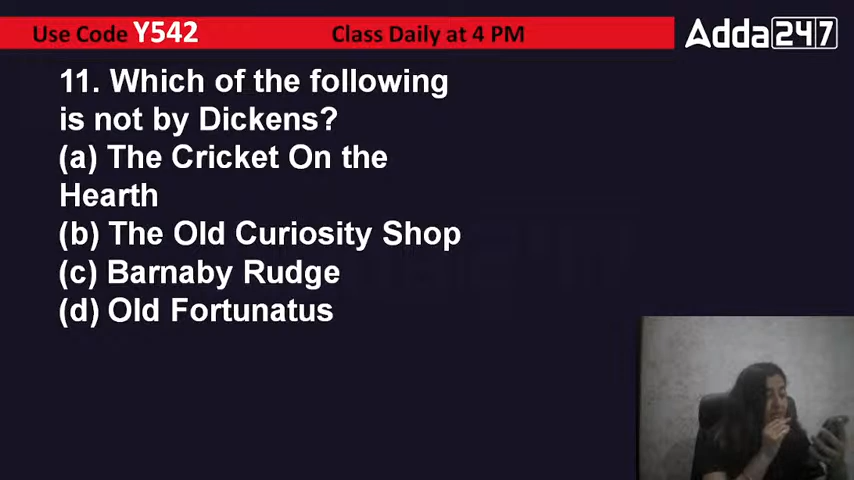 Use Code Y542 Class Daily at 4 PM Adda247
11. Which of the following
is not by Dickens?
(a) The Cricket On the
Hearth
(b) The Old Curiosity Shop
(c) Barnaby Rudge
(d) Old Fortunatus